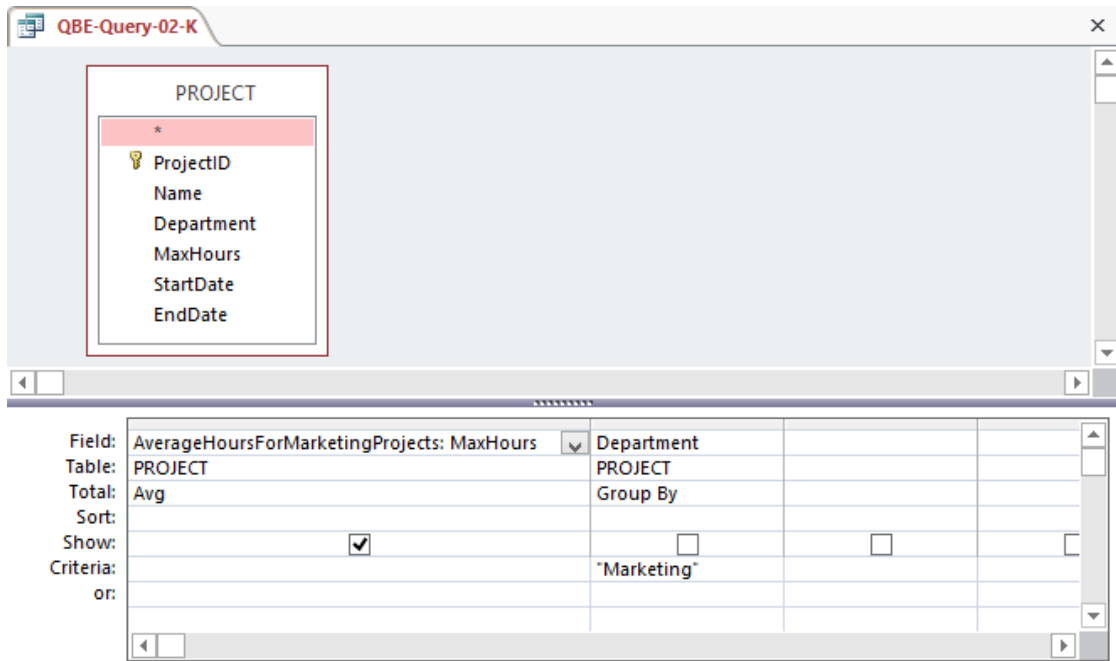 QBE-Query-02-K
PROJECT
*
ProjectID
Name
Department
MaxHours
StartDate
EndDate
Field: AverageHoursForMarketingProjects: MaxHours Department
Table: PROJECT PROJECT
Total: Avg Group By
Sort:
Show:
Criteria: "Marketing"
or: